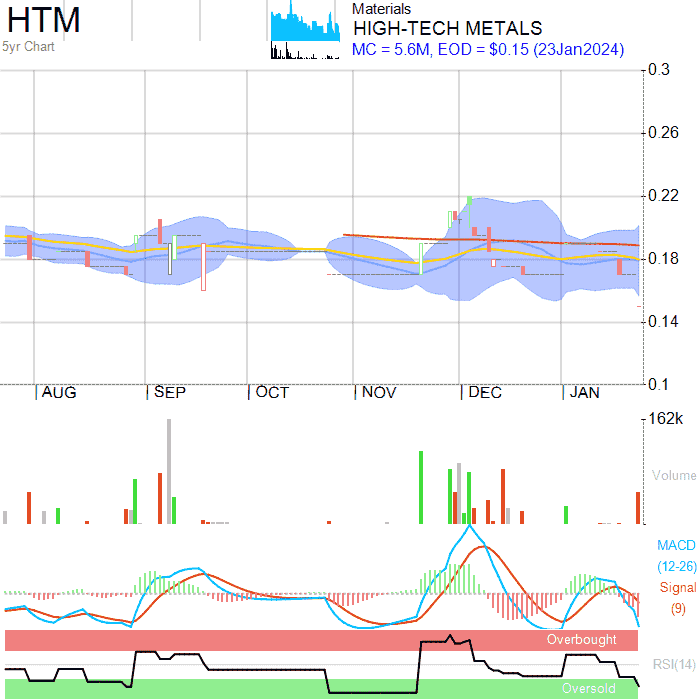 HTM
5yr Chart
Materials
HIGH-TECH METALS
MC = 5.6M, EOD = $0.15 (23Jan2024)
0.3
0.26
0.22
0.18
0.14
0.1
AUG SEP OCT NOV DEC JAN
162k
Volume
MACD
(12-26)
Signal
(9)
Overbought
RSI(14)
Oversold